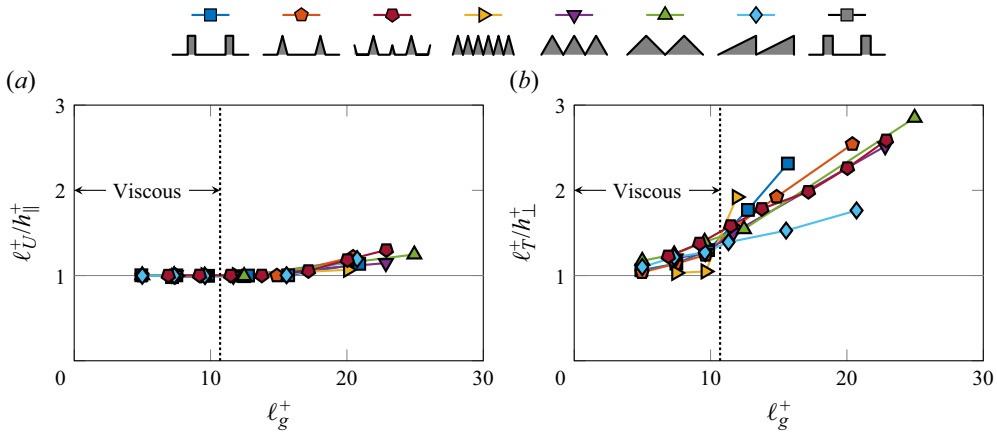 (a)
(b)
3
2
1
0
10
20
30
Viscous
ℓ_U^+/h_∥^+
ℓ_g^+
3
2
1
0
10
20
30
Viscous
ℓ_T^+/h_⊥^+
ℓ_g^+